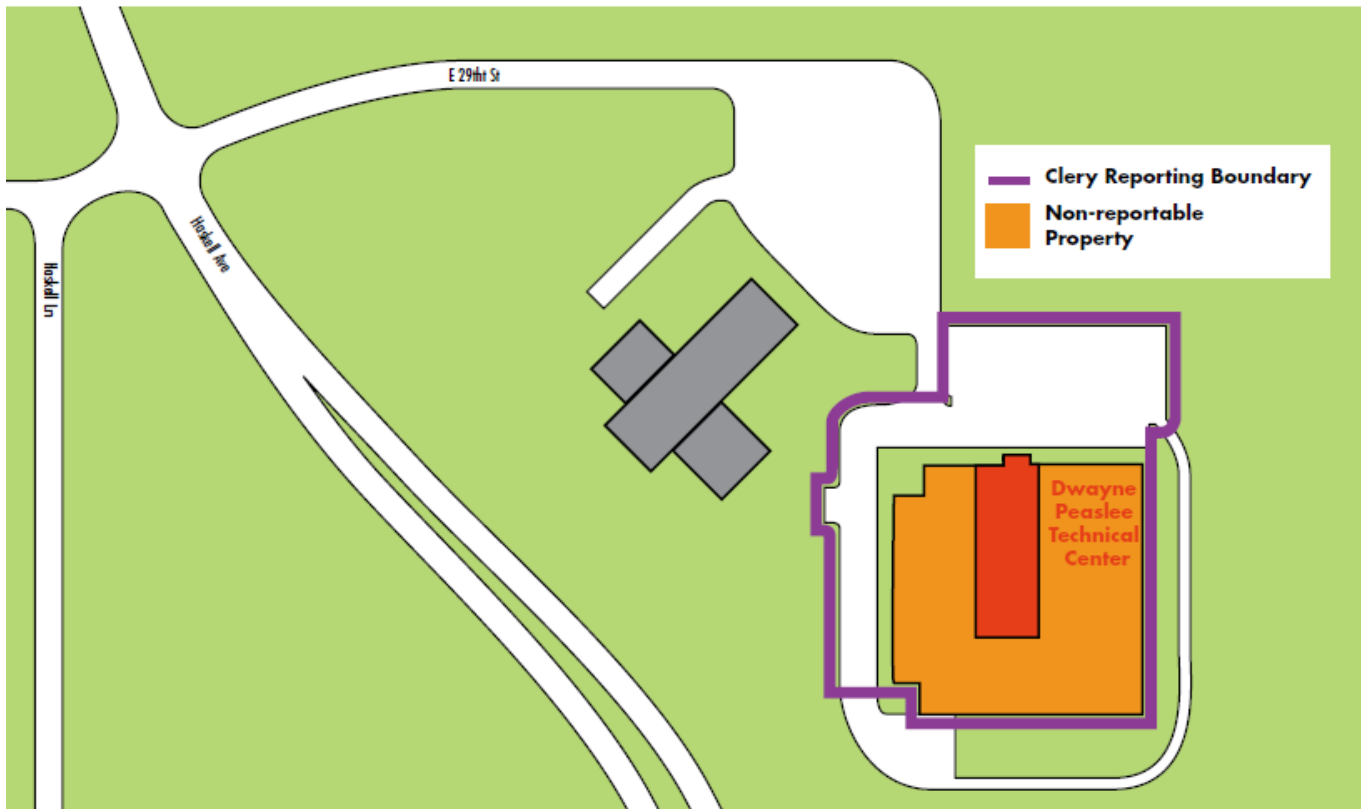 E 29tht St
Clery Reporting Boundary
Non-reportable
Property
Haskell Ave
Haskell Ln
Dwayne
Peaslee
Technical
Center